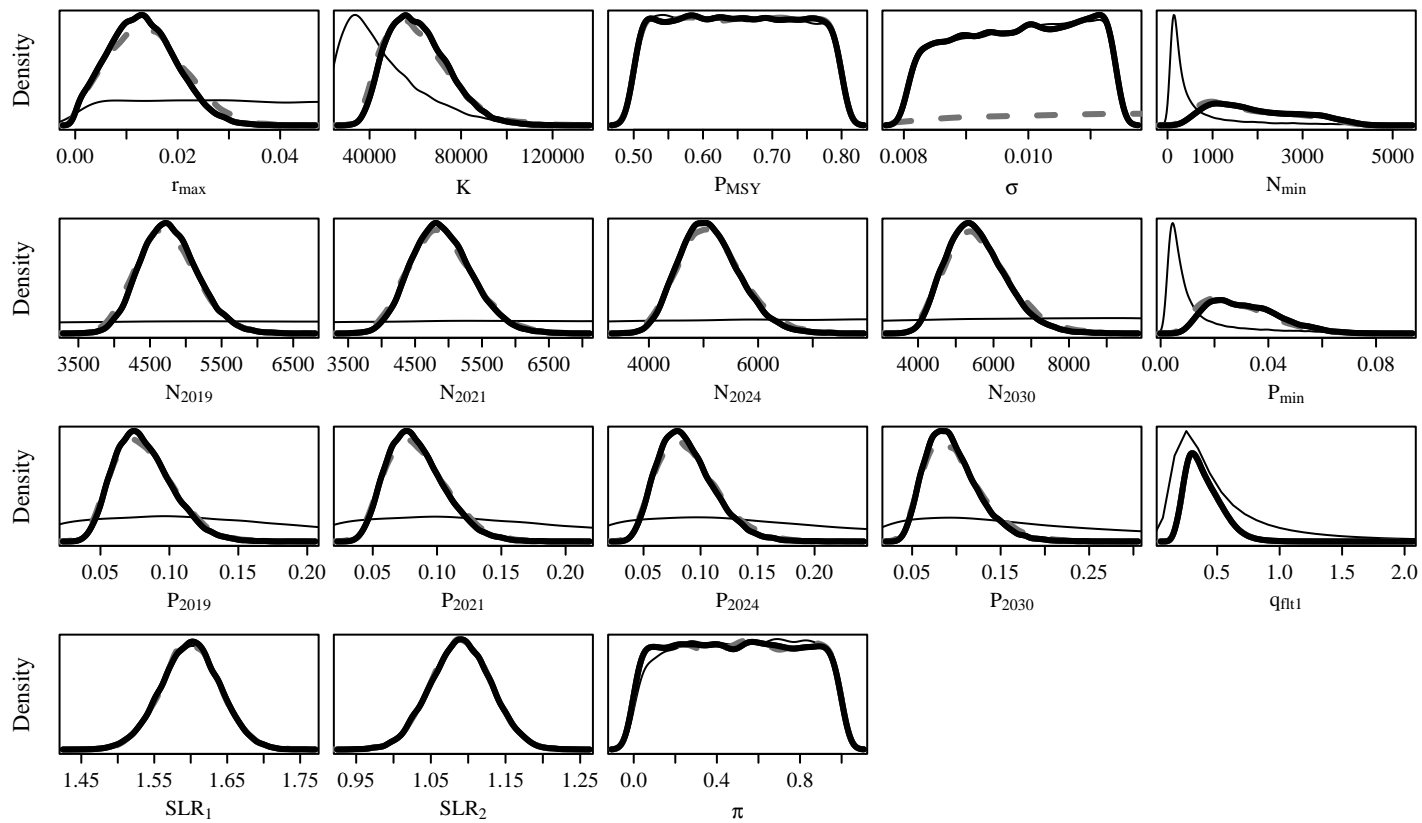 Density
0.00 0.02 0.04
r_max
40000 80000 120000
K
0.50 0.60 0.70 0.80
P_MSY
0.008 0.010
σ
0 1000 3000 5000
N_min
Density
3500 4500 5500 6500
N_2019
3500 4500 5500 6500
N_2021
4000 6000
N_2024
4000 6000 8000
N_2030
0.00 0.04 0.08
P_min
Density
0.05 0.10 0.15 0.20
P_2019
0.05 0.10 0.15 0.20
P_2021
0.05 0.10 0.15 0.20
P_2024
0.05 0.15 0.25
P_2030
0.5 1.0 2.0
q_flt1
Density
1.45 1.55 1.65 1.75
SLR_1
0.95 1.05 1.15 1.25
SLR_2
0.0 0.4 0.8
π